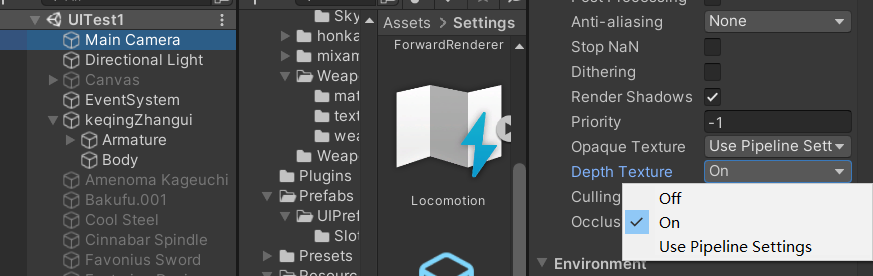 UITest1
Main Camera
Directional Light
Canvas
EventSystem
keqingZhangui
Armature
Body
Amenoma Kageuchi
Bakufu.001
Cool Steel
Cinnabar Spindle
Favonius Sword
Sky
honka
mixam
Weap
mat
text
wea
Weap
Plugins
Prefabs
UIPref
Slot
Presets
Assets > Settings
ForwardRenderer
Locomotion
Anti-aliasing None
Stop NaN
Dithering
Render Shadows
Priority -1
Opaque Texture Use Pipeline Sett
Depth Texture On
Culling
Off
Occlus
On
Use Pipeline Settings
Environment